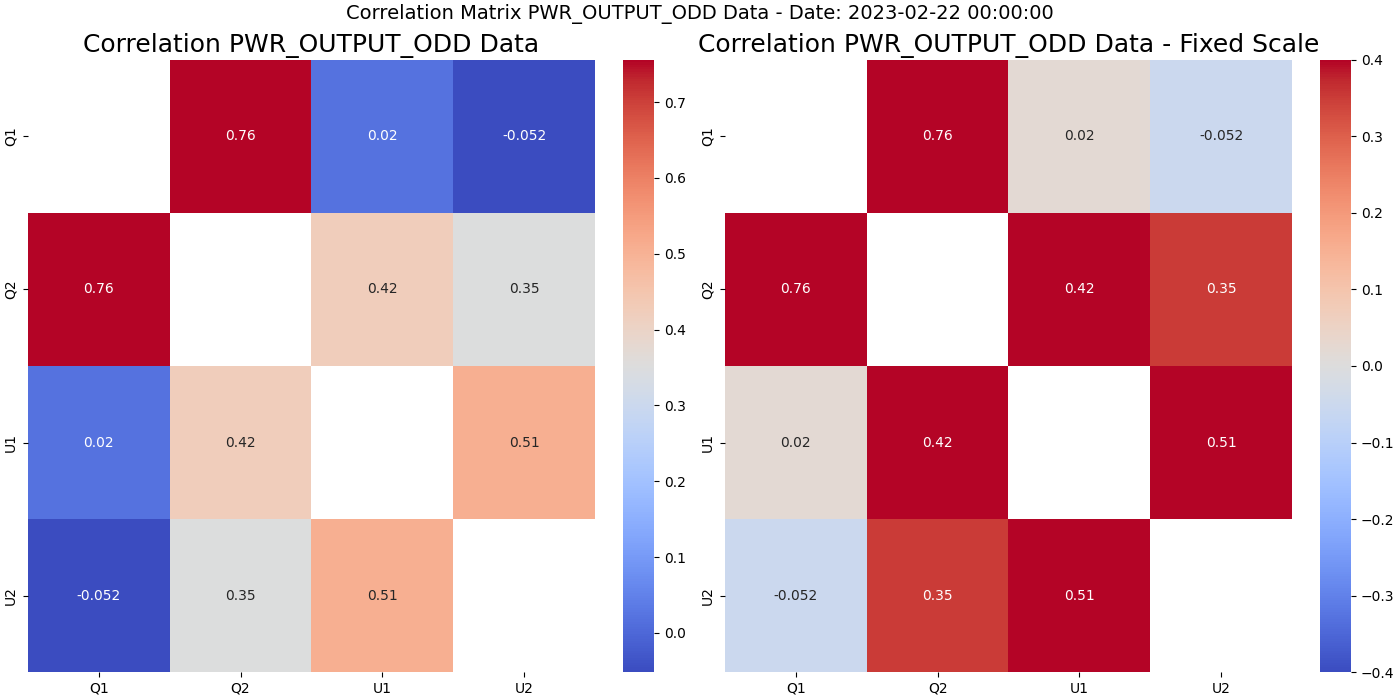 Correlation Matrix PWR_OUTPUT_ODD Data - Date: 2023-02-22 00:00:00
Correlation PWR_OUTPUT_ODD Data
Q1 0.76 0.02 -0.052
Q2 0.76 0.42 0.35
U1 0.02 0.42 0.51
U2 -0.052 0.35 0.51
Q1 Q2 U1 U2
0.7
0.6
0.5
0.4
0.3
0.2
0.1
0.0
Correlation PWR_OUTPUT_ODD Data - Fixed Scale
Q1 0.76 0.02 -0.052
Q2 0.76 0.42 0.35
U1 0.02 0.42 0.51
U2 -0.052 0.35 0.51
Q1 Q2 U1 U2
0.4
0.3
0.2
0.1
0.0
−0.1
−0.2
−0.3
−0.4